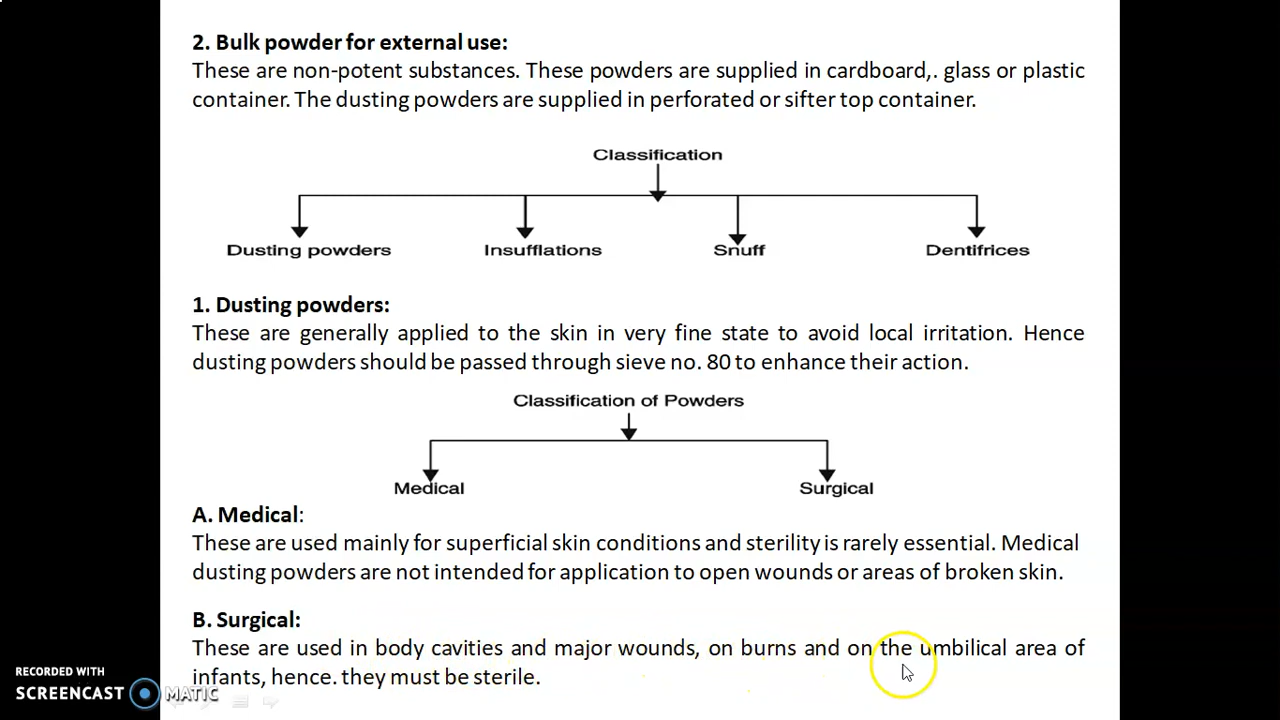 2. Bulk powder for external use:
These are non-potent substances. These powders are supplied in cardboard,. glass or plastic
container. The dusting powders are supplied in perforated or sifter top container.
Classification
Dusting powders Insufflations Snuff Dentifrices
1. Dusting powders:
These are generally applied to the skin in very fine state to avoid local irritation. Hence
dusting powders should be passed through sieve no. 80 to enhance their action.
Classification of Powders
Medical Surgical
A. Medical:
These are used mainly for superficial skin conditions and sterility is rarely essential. Medical
dusting powders are not intended for application to open wounds or areas of broken skin.
B. Surgical:
These are used in body cavities and major wounds, on burns and on the umbilical area of
infants, hence. they must be sterile.
RECORDED WITH
SCREENCAST MATIC